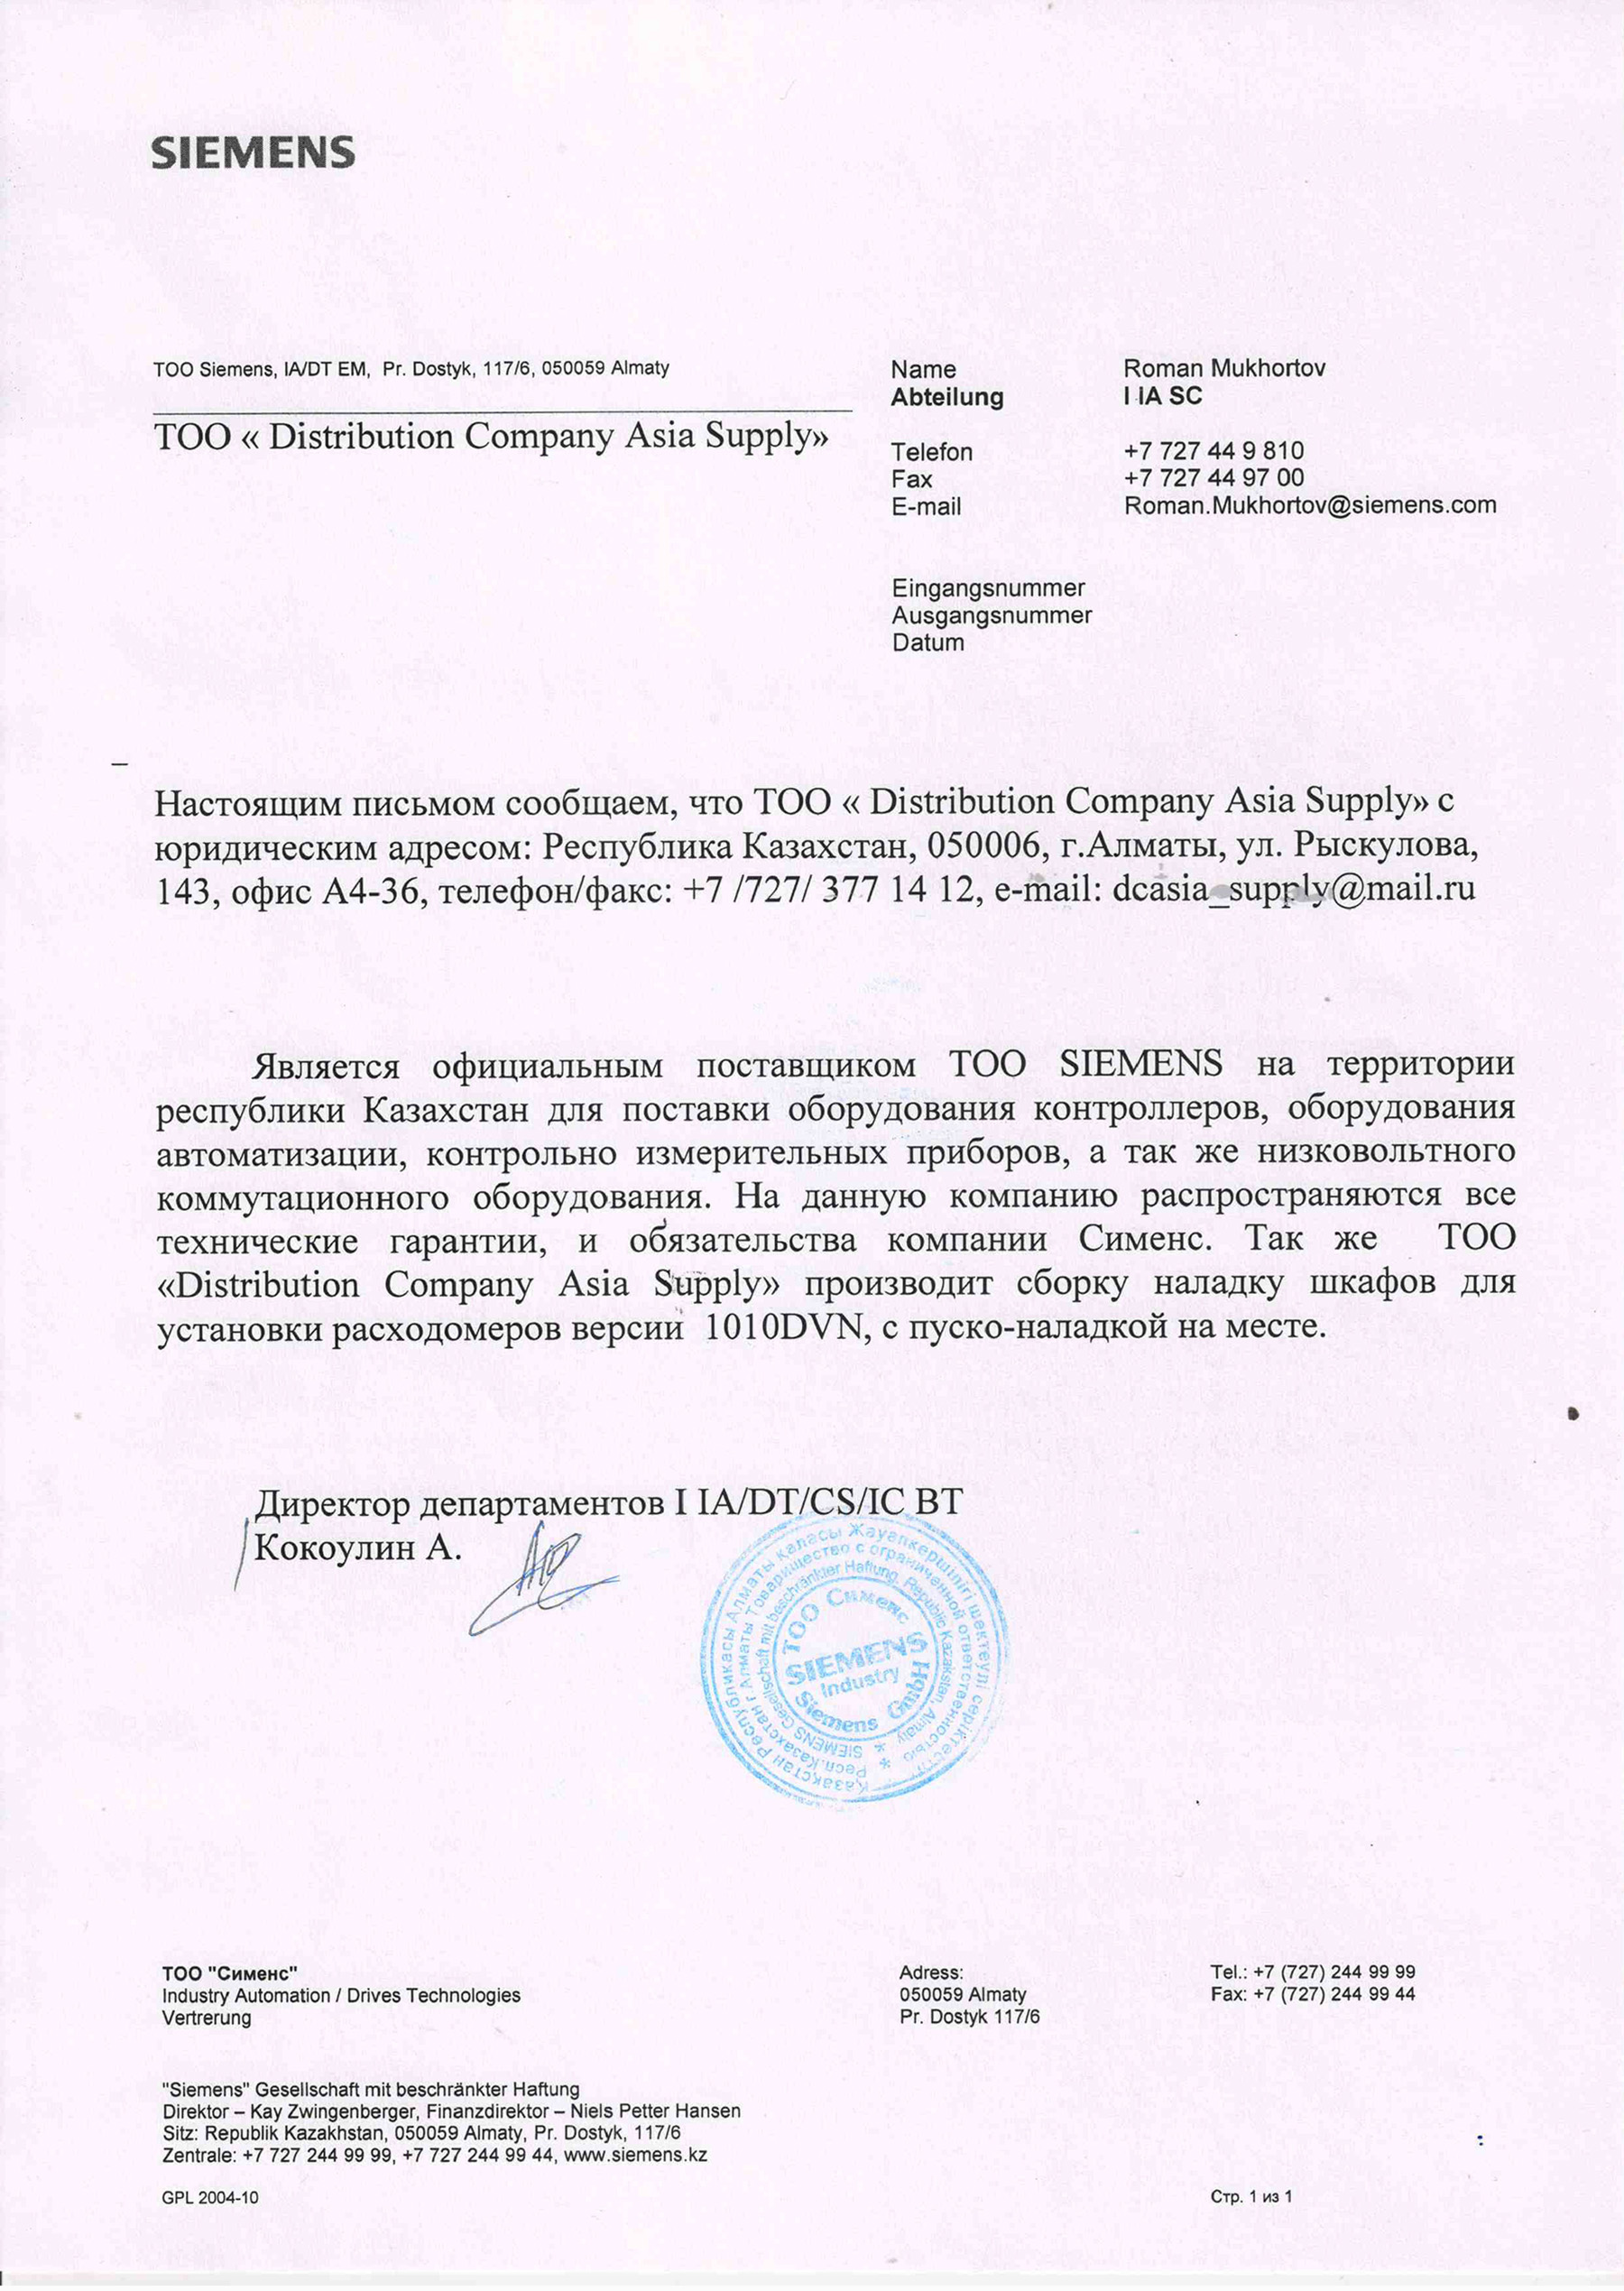 SIEMENS
TOO Siemens, IA/DT EM, Pr. Dostyk, 117/6, 050059 Almaty
ТОО « Distribution Company Asia Supply»
Name Roman Mukhortov
Abteilung I IA SC
Telefon +7 727 44 9 810
Fax +7 727 44 97 00
E-mail Roman.Mukhortov@siemens.com
Eingangsnummer
Ausgangsnummer
Datum
Настоящим письмом сообщаем, что ТОО « Distribution Company Asia Supply» с
юридическим адресом: Республика Казахстан, 050006, г.Алматы, ул. Рыскулова,
143, офис А4-36, телефон/факс: +7 /727/ 377 14 12, e-mail: dcasia_supply@mail.ru
Является официальным поставщиком ТОО SIEMENS на территории
республики Казахстан для поставки оборудования контроллеров, оборудования
автоматизации, контрольно измерительных приборов, а так же низковольтного
коммутационного оборудования. На данную компанию распространяются все
технические гарантии, и обязательства компании Сименс. Так же ТОО
«Distribution Company Asia Supply» производит сборку наладку шкафов для
установки расходомеров версии 1010DVN, с пуско-наладкой на месте.
Директор департаментов I IA/DT/CS/IC BT
Кокоулин А.
Қазақстан Республикасы Алматы қаласы Жауапкершілігі шектеулі серіктестігі
Респ.Казахстан г Алматы Товарищество с ограниченной ответственностью
SIEMENS Gesellschaft mit beschränkter Haftung, Republic Kazakstan, Almaty
ТОО Сименс
SIEMENS
Industry
Siemens GmbH
ТОО "Сименс"
Industry Automation / Drives Technologies
Vertrerung
Adress:
050059 Almaty
Pr. Dostyk 117/6
Tel.: +7 (727) 244 99 99
Fax: +7 (727) 244 99 44
"Siemens" Gesellschaft mit beschränkter Haftung
Direktor – Kay Zwingenberger, Finanzdirektor – Niels Petter Hansen
Sitz: Republik Kazakhstan, 050059 Almaty, Pr. Dostyk, 117/6
Zentrale: +7 727 244 99 99, +7 727 244 99 44, www.siemens.kz
GPL 2004-10
Стр. 1 из 1